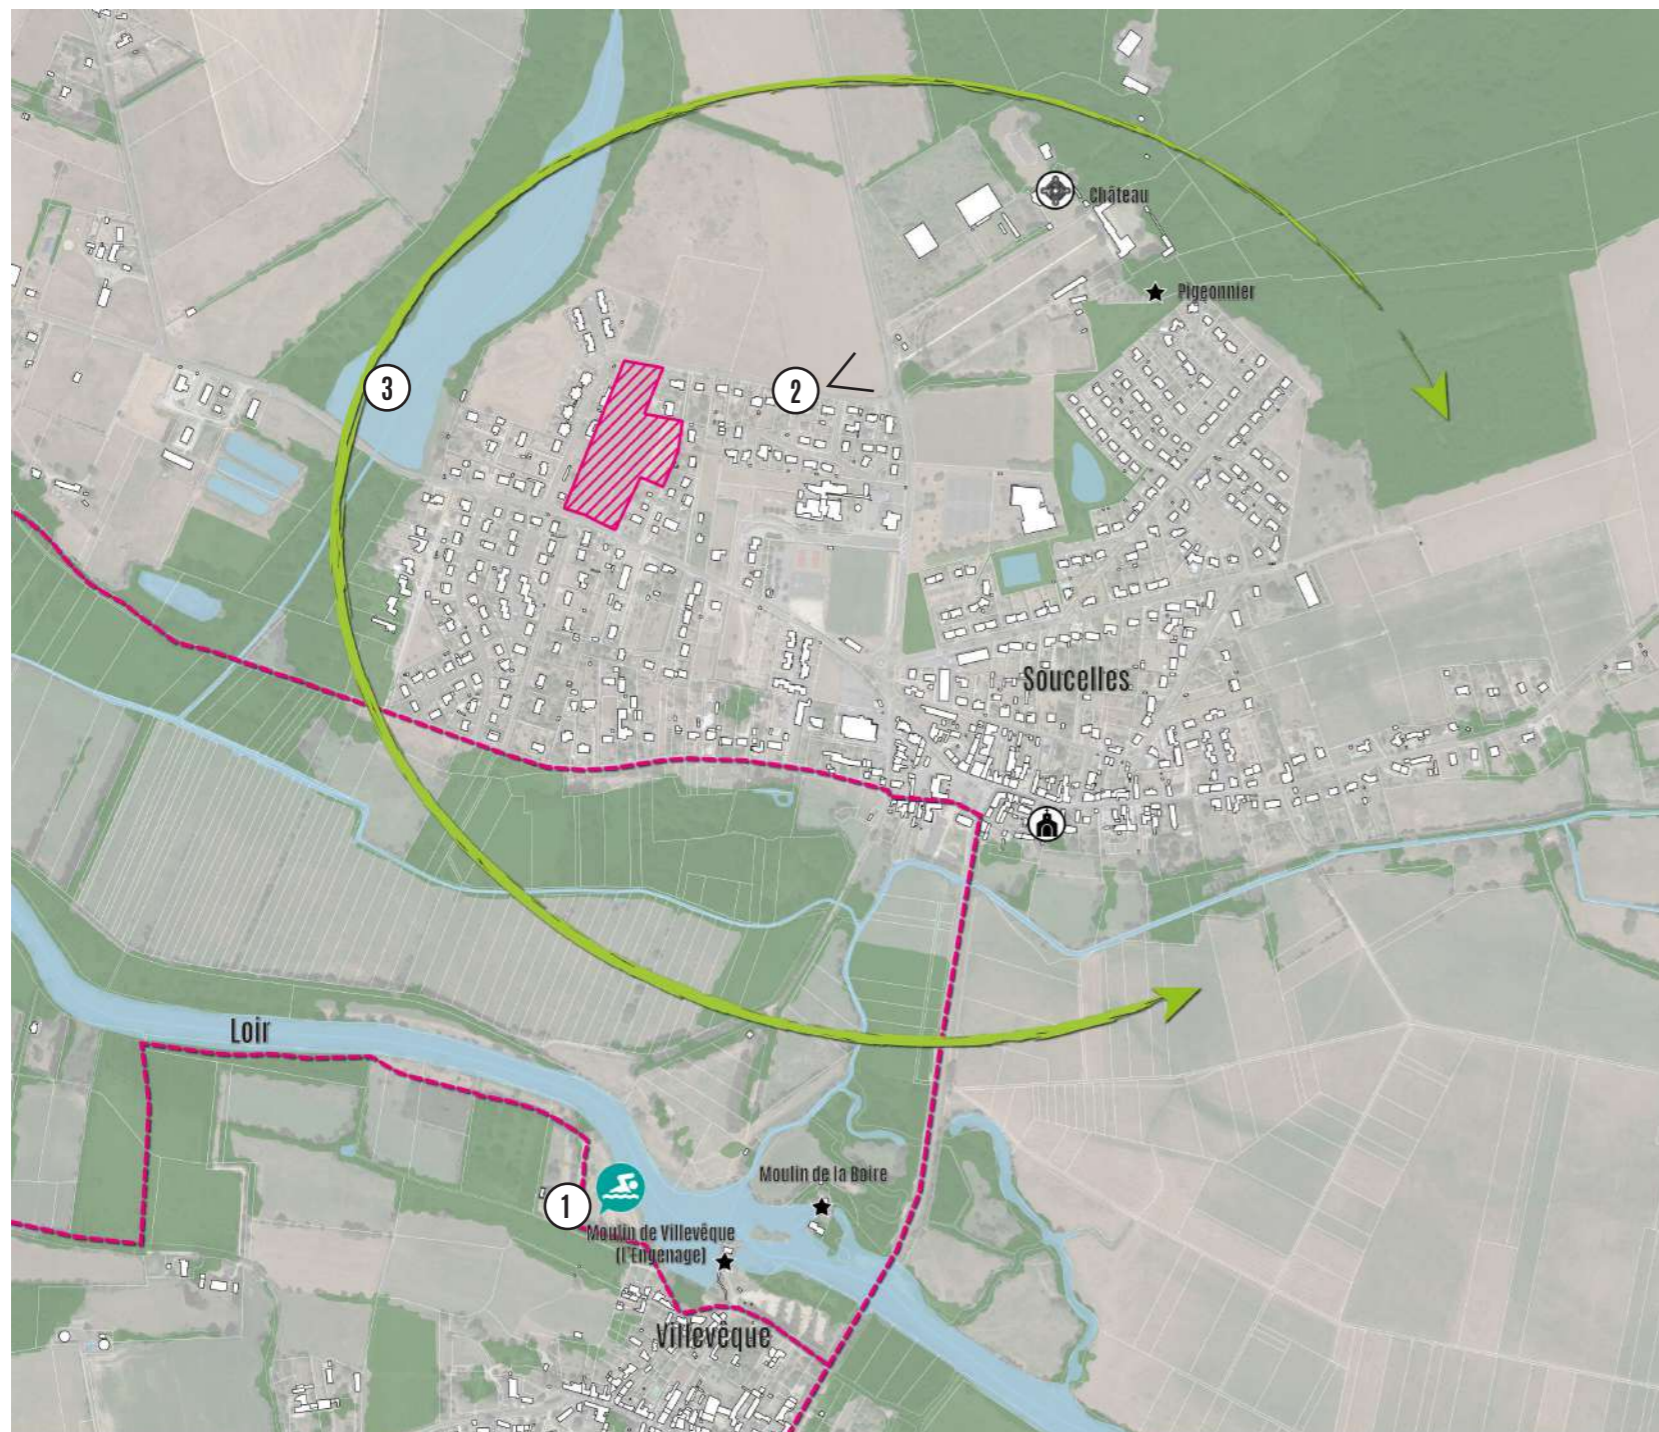 Château
Pigeonnier
3
2
Soucelles
Loir
Moulin de la Boire
1
Moulin de Villevêque
(l'Engenage)
Villevêque